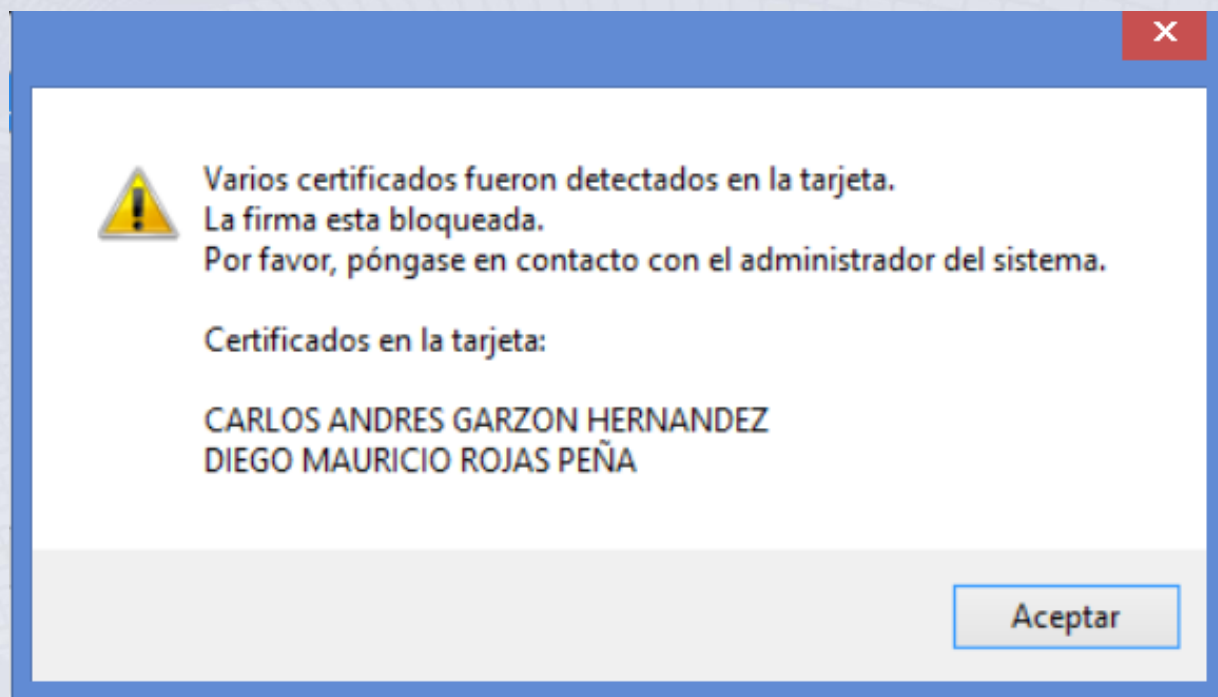 Varios certificados fueron detectados en la tarjeta.
La firma esta bloqueada.
Por favor, póngase en contacto con el administrador del sistema.
Certificados en la tarjeta:
CARLOS ANDRES GARZON HERNANDEZ
DIEGO MAURICIO ROJAS PEÑA
Aceptar